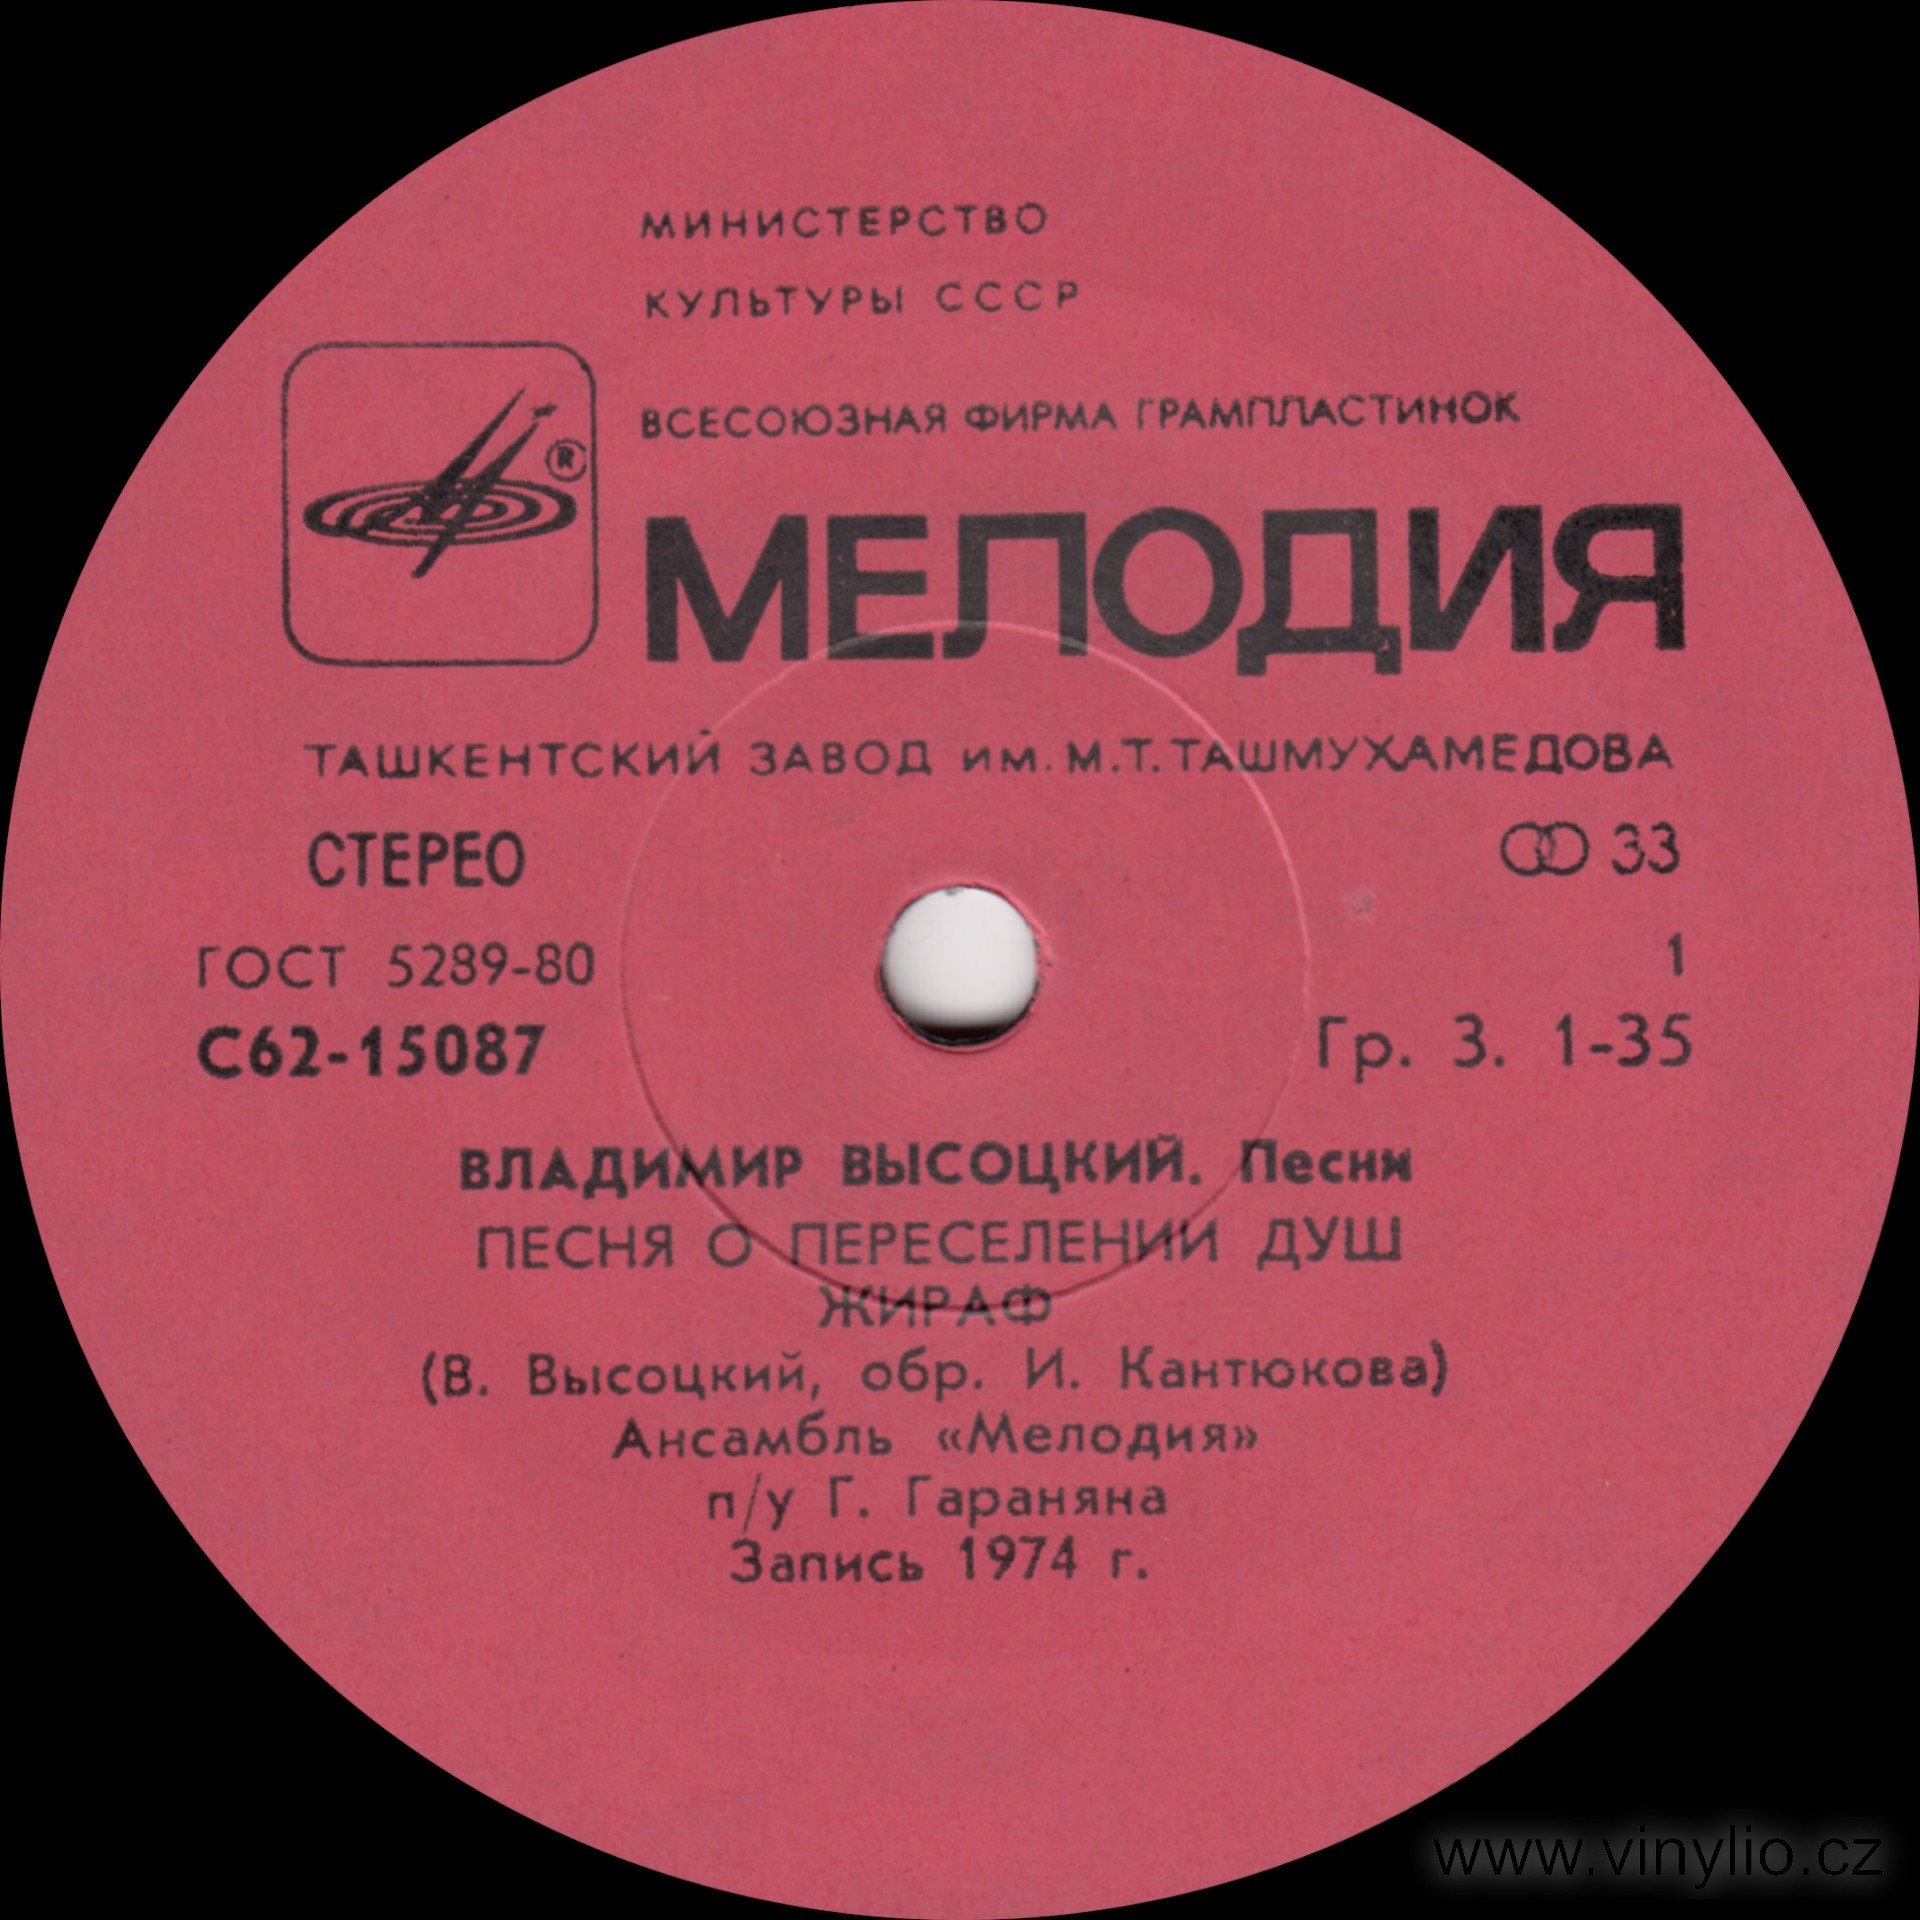 МИНИСТЕРСТВО
КУЛЬТУРЫ СССР
ВСЕСОЮЗНАЯ ФИРМА ГРАМПЛАСТИНОК
®
МЕЛОДИЯ
ТАШКЕНТСКИЙ ЗАВОД им. М.Т.ТАШМУХАМЕДОВА
СТЕРЕО 33
ГОСТ 5289-80 1
С62-15087 Гр. 3. 1-35
ВЛАДИМИР ВЫСОЦКИЙ. Песни
ПЕСНЯ О ПЕРЕСЕЛЕНИИ ДУШ
ЖИРАФ
(В. Высоцкий, обр. И. Кантюкова)
Ансамбль «Мелодия»
п/у Г. Гараняна
Запись 1974 г.
www.vinylio.cz